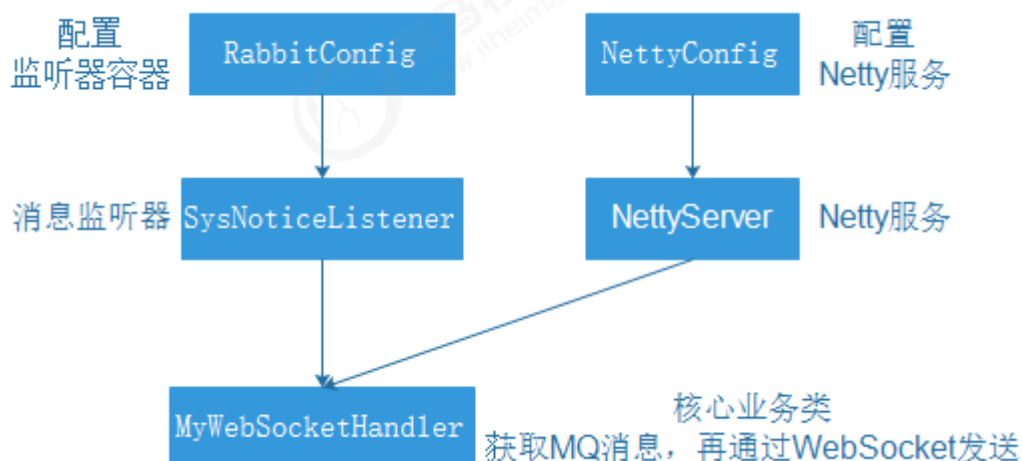 配置
监听器容器
RabbitConfig
NettyConfig
配置
Netty服务
消息监听器
SysNoticeListener
NettyServer
Netty服务
MyWebSocketHandler
核心业务类
获取MQ消息，再通过WebSocket发送